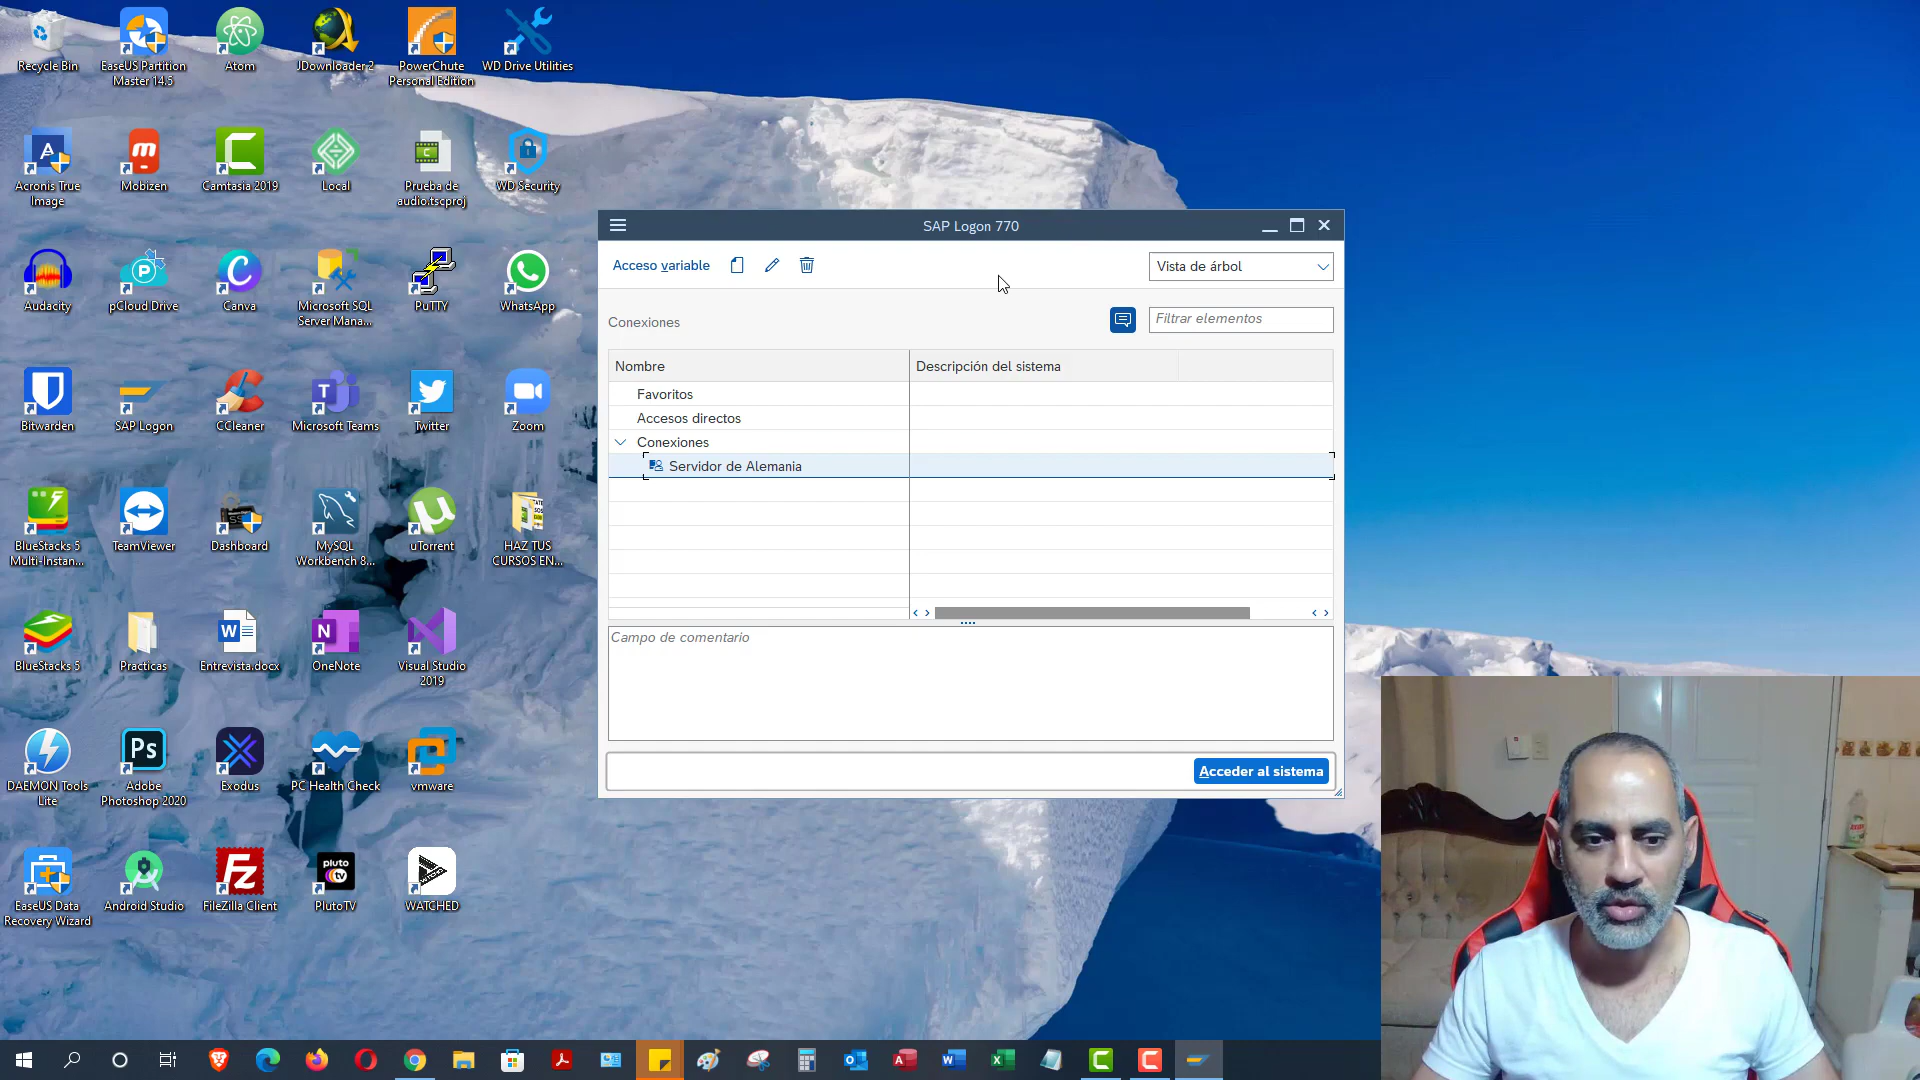 Recycle Bin
EaseUS Partition
Master 14.5
Atom
JDownloader 2
PowerChute
Personal Edition
WD Drive Utilities
Acronis True
Image
Mobizen
Camtasia 2019
Local
Prueba de
audio.tscproj
WD Security
Audacity
pCloud Drive
Canva
Microsoft SQL
Server Mana...
PuTTY
WhatsApp
Bitwarden
SAP Logon
CCleaner
Microsoft Teams
Twitter
Zoom
BlueStacks 5
Multi-Instan...
TeamViewer
Dashboard
MySQL
Workbench 8...
uTorrent
HAZ TUS
CURSOS EN...
BlueStacks 5
Practicas
Entrevista.docx
OneNote
Visual Studio
2019
DAEMON Tools
Lite
Adobe
Photoshop 2020
Exodus
PC Health Check
vmware
EaseUS Data
Recovery Wizard
Android Studio
FileZilla Client
pluto
tv
PlutoTV
WATCHED
SAP Logon 770
Acceso variable
Vista de árbol
Conexiones
Filtrar elementos
Nombre
Descripción del sistema
Favoritos
Accesos directos
Conexiones
Servidor de Alemania
Campo de comentario
Acceder al sistema